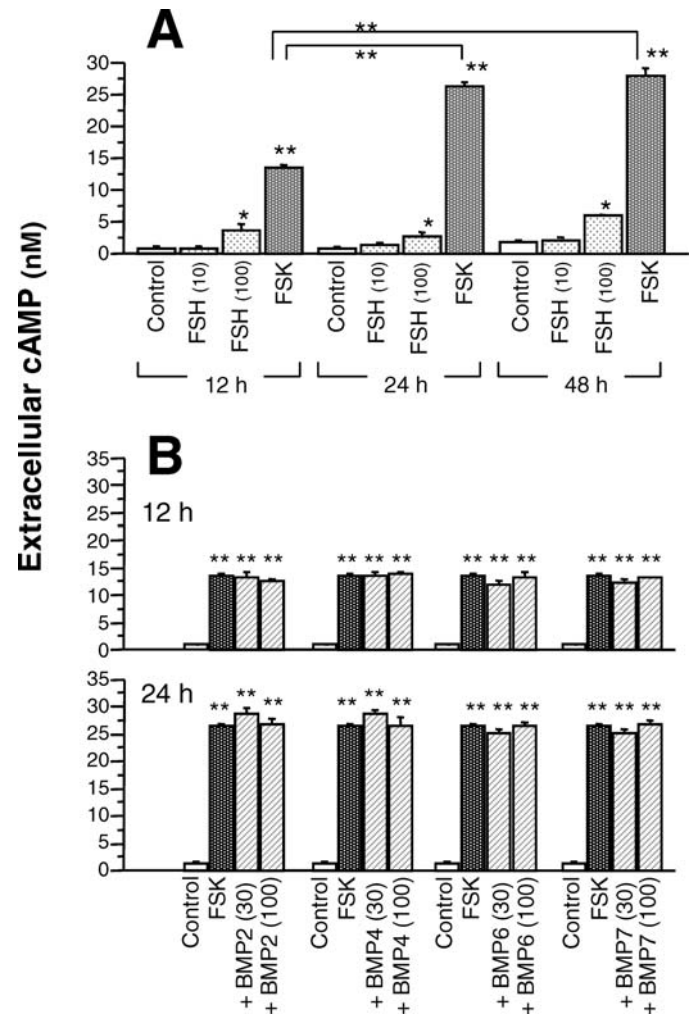 A
**
**
** **
**
* * *
30
25
20
15
10
5
0
Control FSH (10) FSH (100) FSK Control FSH (10) FSH (100) FSK Control FSH (10) FSH (100) FSK
12 h 24 h 48 h
Extracellular cAMP (nM)
B
35
30
25
20
15
10
5
0
12 h
** ** ** ** ** ** ** ** ** ** ** **
35
30
25
20
15
10
5
0
24 h
** ** ** ** ** ** ** ** ** ** ** **
Control FSK + BMP2 (30) + BMP2 (100) Control FSK + BMP4 (30) + BMP4 (100) Control FSK + BMP6 (30) + BMP6 (100) Control FSK + BMP7 (30) + BMP7 (100)